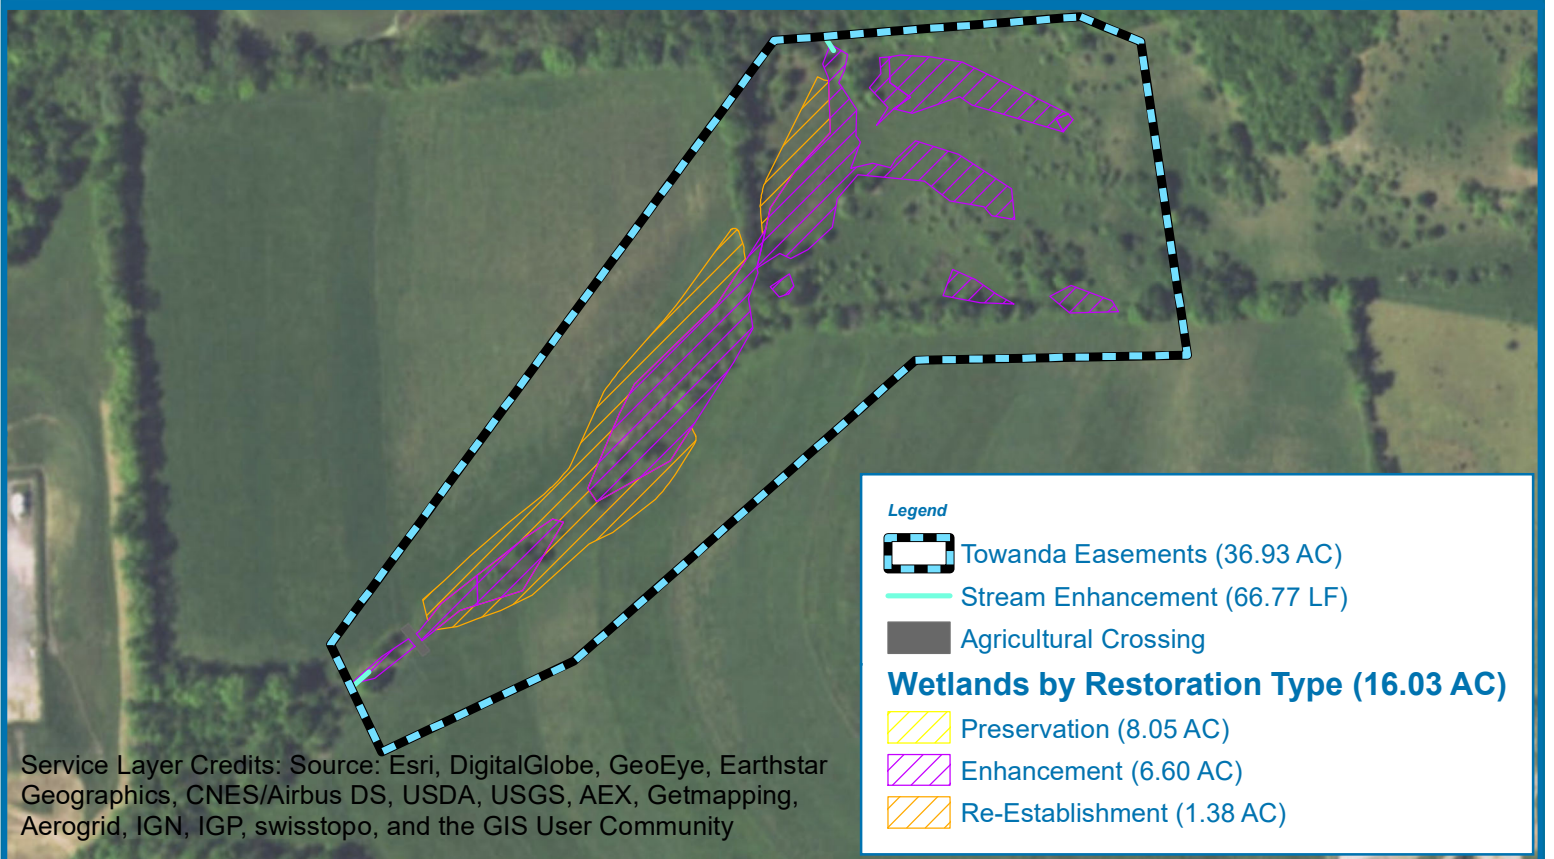 Legend
Towanda Easements (36.93 AC)
Stream Enhancement (66.77 LF)
Agricultural Crossing
Wetlands by Restoration Type (16.03 AC)
Preservation (8.05 AC)
Enhancement (6.60 AC)
Re-Establishment (1.38 AC)
Service Layer Credits: Source: Esri, DigitalGlobe, GeoEye, Earthstar
Geographics, CNES/Airbus DS, USDA, USGS, AEX, Getmapping,
Aerogrid, IGN, IGP, swisstopo, and the GIS User Community